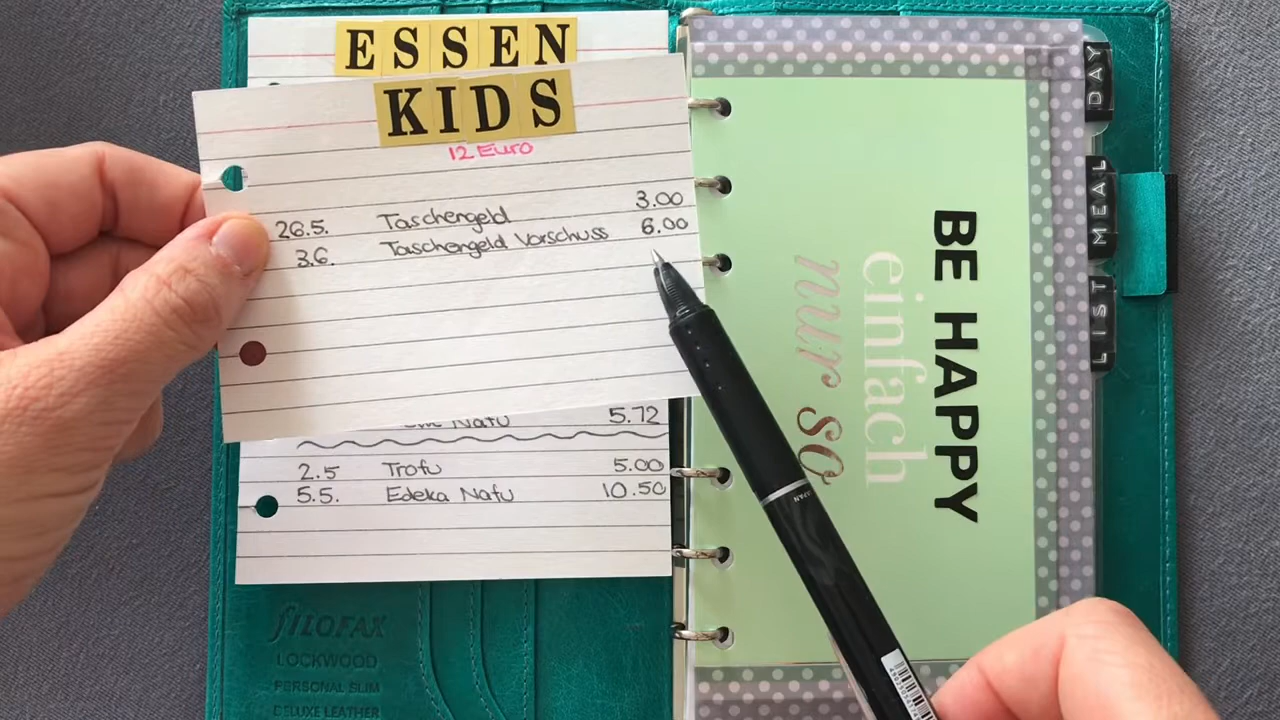 ESSEN
KIDS
12 Euro
26.5. Taschengeld 3.00
3.6. Taschengeld Vorschuss 6.00
Nafu 5.72
2.5 Trofu 5.00
5.5. Edeka Nafu 10.50
filOFAX
LOCKWOOD
PERSONAL SLIM
DELUXE LEATHER
BE HAPPY
einfach
nur so
DAY
MEAL
LIST
JAPAN